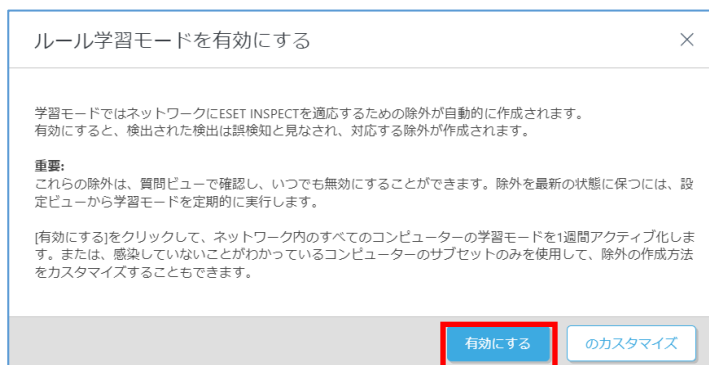 ルール学習モードを有効にする
学習モードではネットワークにESET INSPECTを適応するための除外が自動的に作成されます。
有効にすると、検出された検出は誤検知と見なされ、対応する除外が作成されます。
重要:
これらの除外は、質問ビューで確認し、いつでも無効にすることができます。除外を最新の状態に保つには、設
定ビューから学習モードを定期的に実行します。
[有効にする]をクリックして、ネットワーク内のすべてのコンピューターの学習モードを1週間アクティブ化しま
す。または、感染していないことがわかっているコンピューターのサブセットのみを使用して、除外の作成方法
をカスタマイズすることもできます。
有効にする
のカスタマイズ